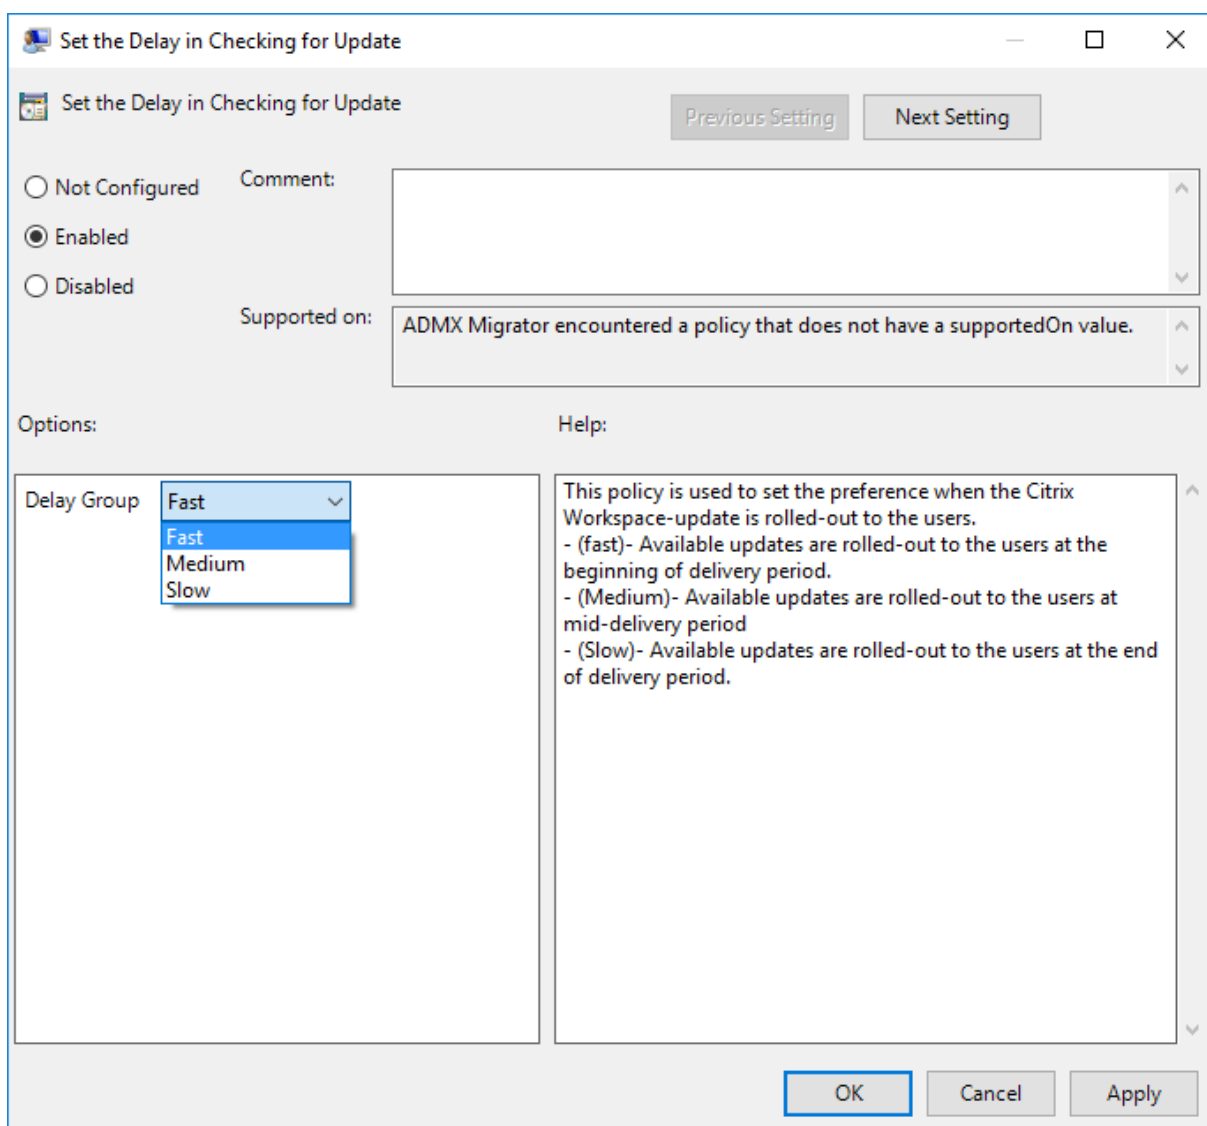 Set the Delay in Checking for Update
Set the Delay in Checking for Update
Previous Setting
Next Setting
Not Configured
Comment:
Enabled
Disabled
Supported on:
ADMX Migrator encountered a policy that does not have a supportedOn value.
Options:
Help:
Delay Group
Fast
Fast
Medium
Slow
This policy is used to set the preference when the Citrix
Workspace-update is rolled-out to the users.
- (fast)- Available updates are rolled-out to the users at the
beginning of delivery period.
- (Medium)- Available updates are rolled-out to the users at
mid-delivery period
- (Slow)- Available updates are rolled-out to the users at the end
of delivery period.
OK
Cancel
Apply